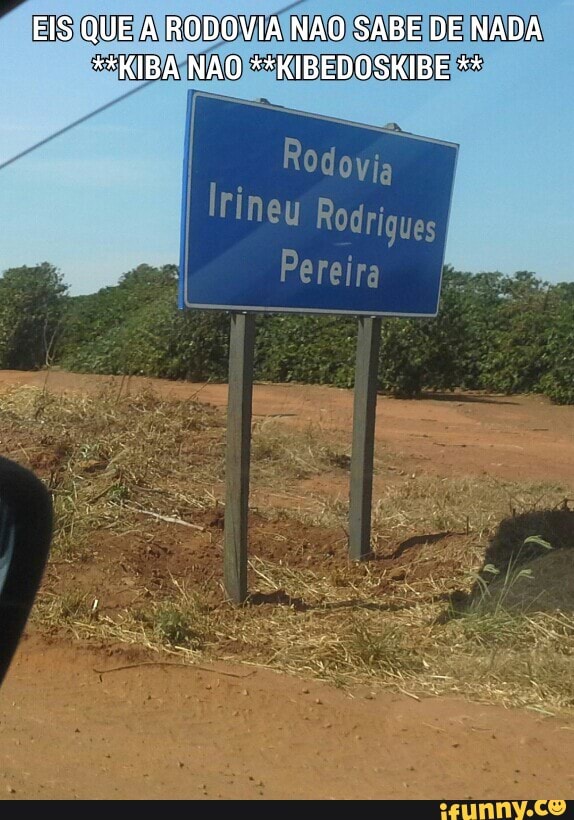 EIS QUE A RODOVIA NAO SABE DE NADA
**KIBA NAO **KIBEDOSKIBE **
Rodovia
Irineu Rodrigues
Pereira
ifunny.co